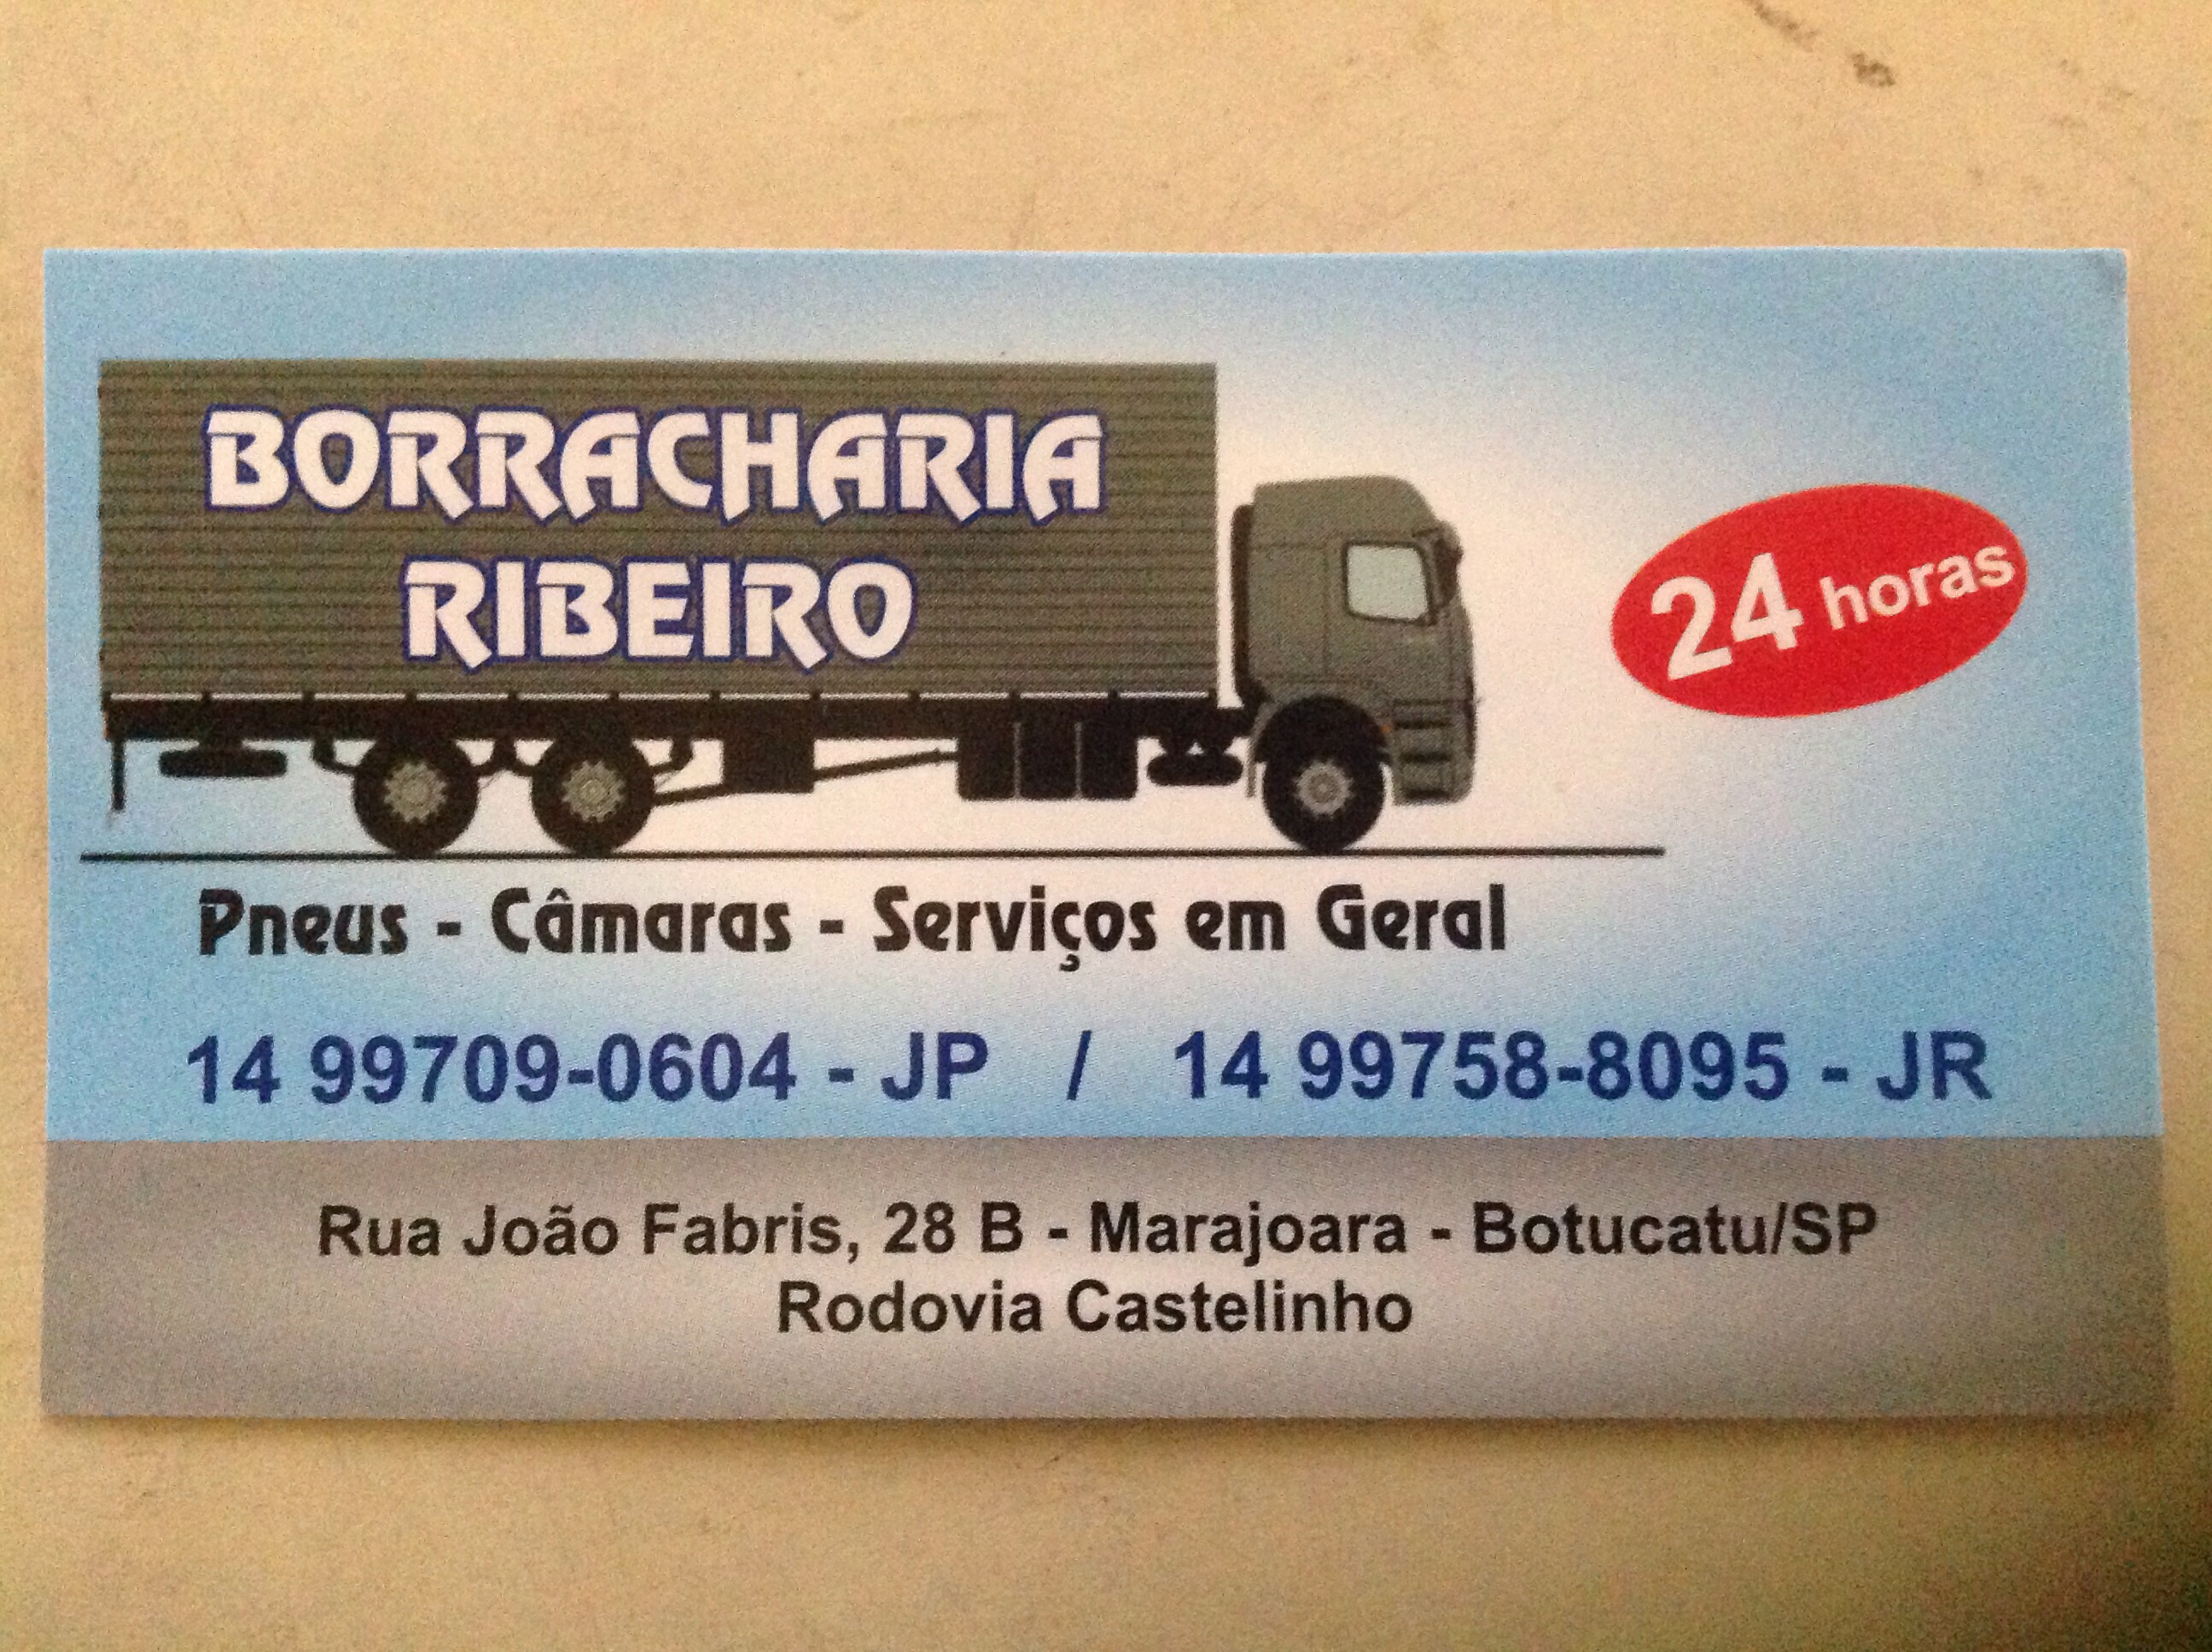 BORRACHARIA
RIBEIRO
24 horas
Pneus - Câmaras - Serviços em Geral
14 99709-0604 - JP / 14 99758-8095 - JR
Rua João Fabris, 28 B - Marajoara - Botucatu/SP
Rodovia Castelinho